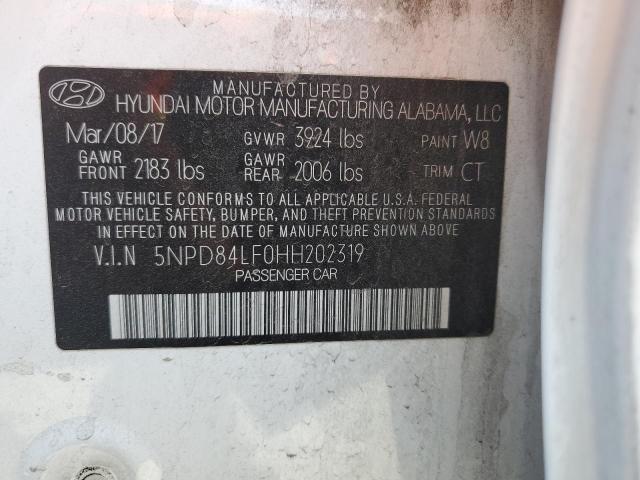 MANUFACTURED BY
HYUNDAI MOTOR MANUFACTURING ALABAMA, LLC
Mar/08/17 GVWR 3924 lbs PAINT W8
GAWR FRONT 2183 lbs GAWR REAR 2006 lbs TRIM CT
THIS VEHICLE CONFORMS TO ALL APPLICABLE U.S.A. FEDERAL
MOTOR VEHICLE SAFETY, BUMPER, AND THEFT PREVENTION STANDARDS
IN EFFECT ON THE DATE OF MANUFACTURE SHOWN ABOVE.
V.I.N 5NPD84LF0HH202319
PASSENGER CAR